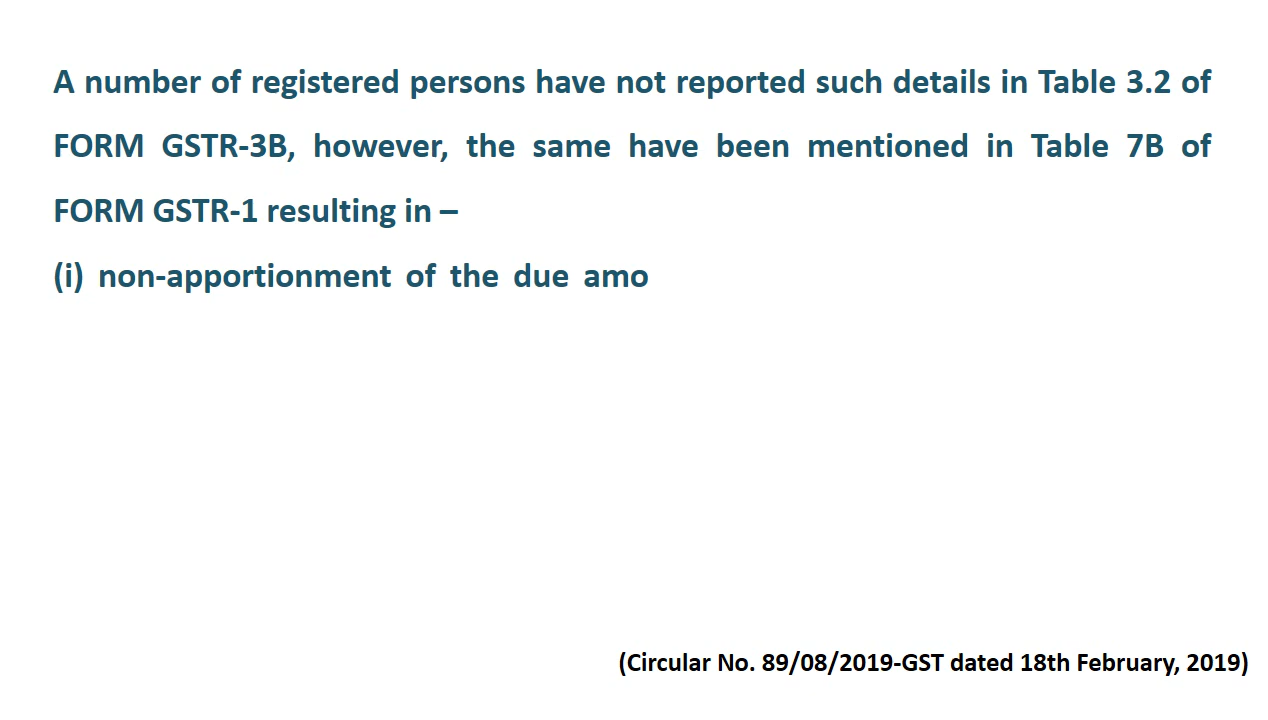 A number of registered persons have not reported such details in Table 3.2 of
FORM GSTR-3B, however, the same have been mentioned in Table 7B of
FORM GSTR-1 resulting in –
(i) non-apportionment of the due amo
(Circular No. 89/08/2019-GST dated 18th February, 2019)